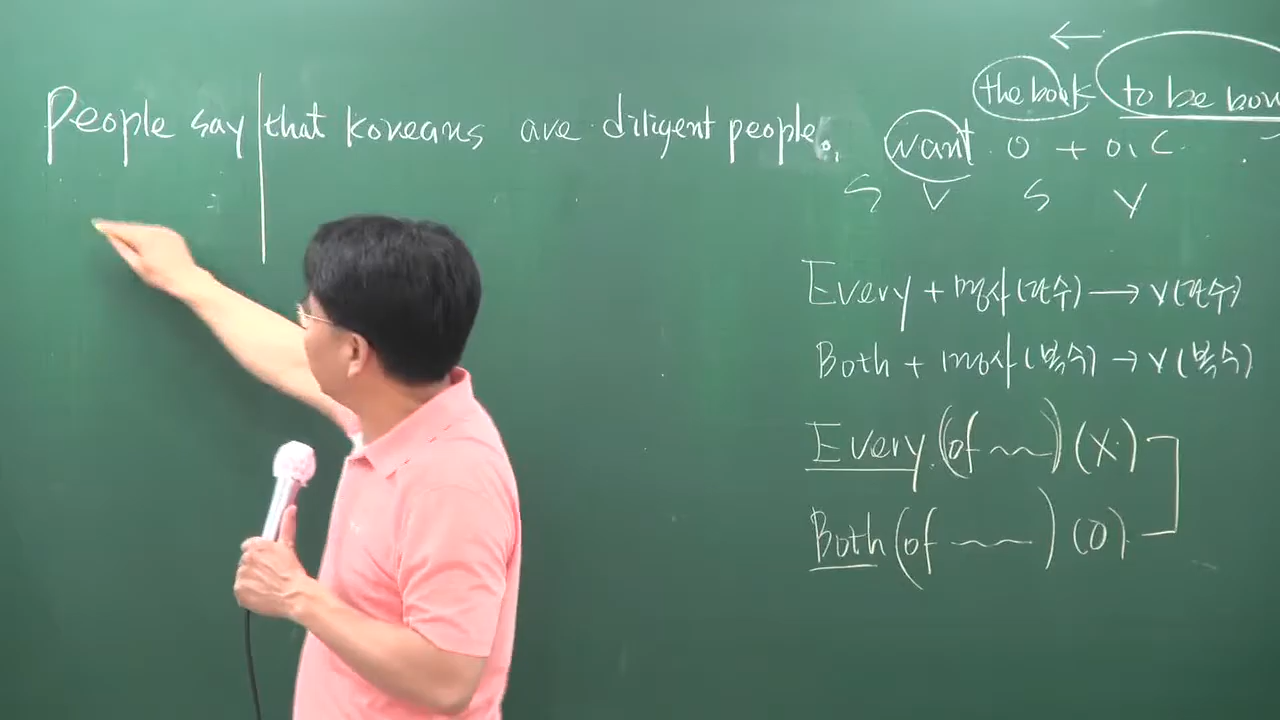 People say that Koreans are diligent people.
the book to be
want O + O.C
S V S V
Every + 명사(단수) → V(단수)
Both + 명사(복수) → V(복수)
Every (of ~~) (X)
Both (of ~~) (O)